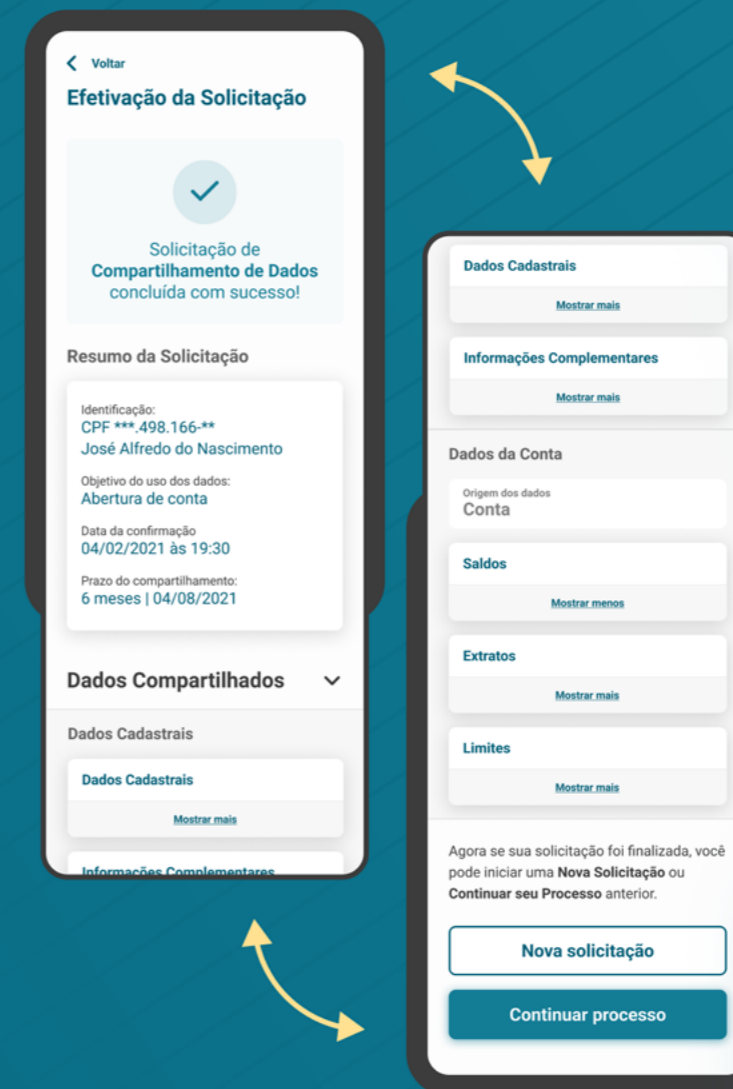 Voltar
Efetivação da Solicitação
Solicitação de
Compartilhamento de Dados
concluída com sucesso!
Resumo da Solicitação
Identificação:
CPF ***.498.166-**
José Alfredo do Nascimento
Objetivo do uso dos dados:
Abertura de conta
Data da confirmação
04/02/2021 às 19:30
Prazo do compartilhamento:
6 meses | 04/08/2021
Dados Compartilhados
Dados Cadastrais
Dados Cadastrais
Mostrar mais
Informações Complementares
Dados Cadastrais
Mostrar mais
Informações Complementares
Mostrar mais
Dados da Conta
Origem dos dados
Conta
Saldos
Mostrar menos
Extratos
Mostrar mais
Limites
Mostrar mais
Agora se sua solicitação foi finalizada, você
pode iniciar uma Nova Solicitação ou
Continuar seu Processo anterior.
Nova solicitação
Continuar processo